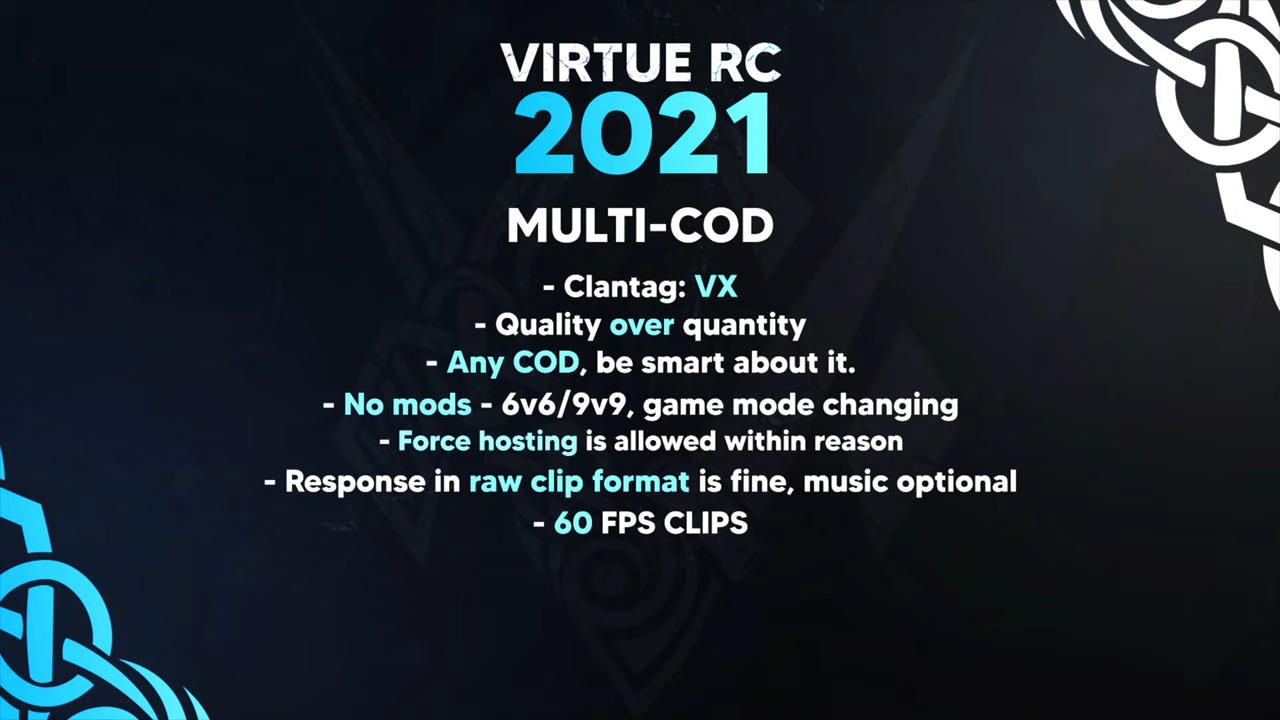 VIRTUE RC
2021
MULTI-COD
- Clantag: VX
- Quality over quantity
- Any COD, be smart about it.
- No mods - 6v6/9v9, game mode changing
- Force hosting is allowed within reason
- Response in raw clip format is fine, music optional
- 60 FPS CLIPS